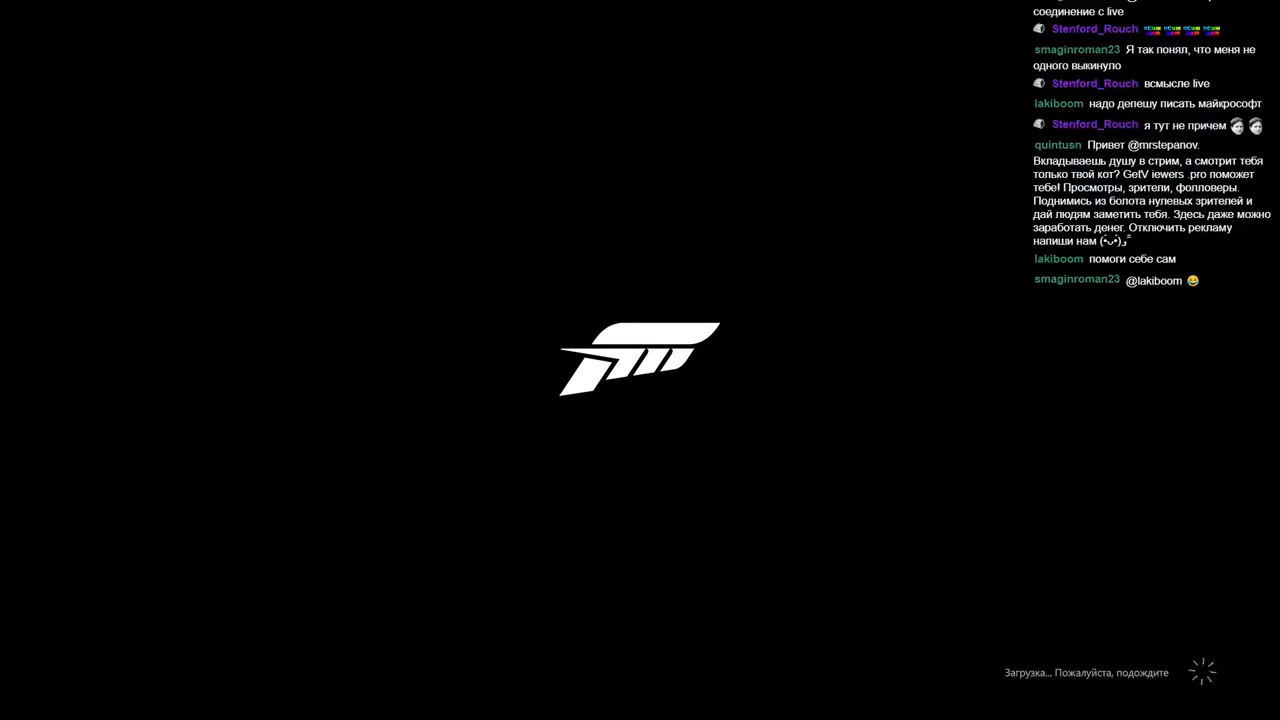 соединение с live
Stenford_Rouch
smaginroman23 Я так понял, что меня не
одного выкинуло
Stenford_Rouch всмысле live
lakiboom надо депешу писать майкрософт
Stenford_Rouch я тут не причем
quintusn Привет @mrstepanov.
Вкладываешь душу в стрим, а смотрит тебя
только твой кот? GetV iewers .pro поможет
тебе! Просмотры, зрители, фолловеры.
Поднимись из болота нулевых зрителей и
дай людям заметить тебя. Здесь даже можно
заработать денег. Отключить рекламу
напиши нам
lakiboom помоги себе сам
smaginroman23 @lakiboom
Загрузка... Пожалуйста, подождите